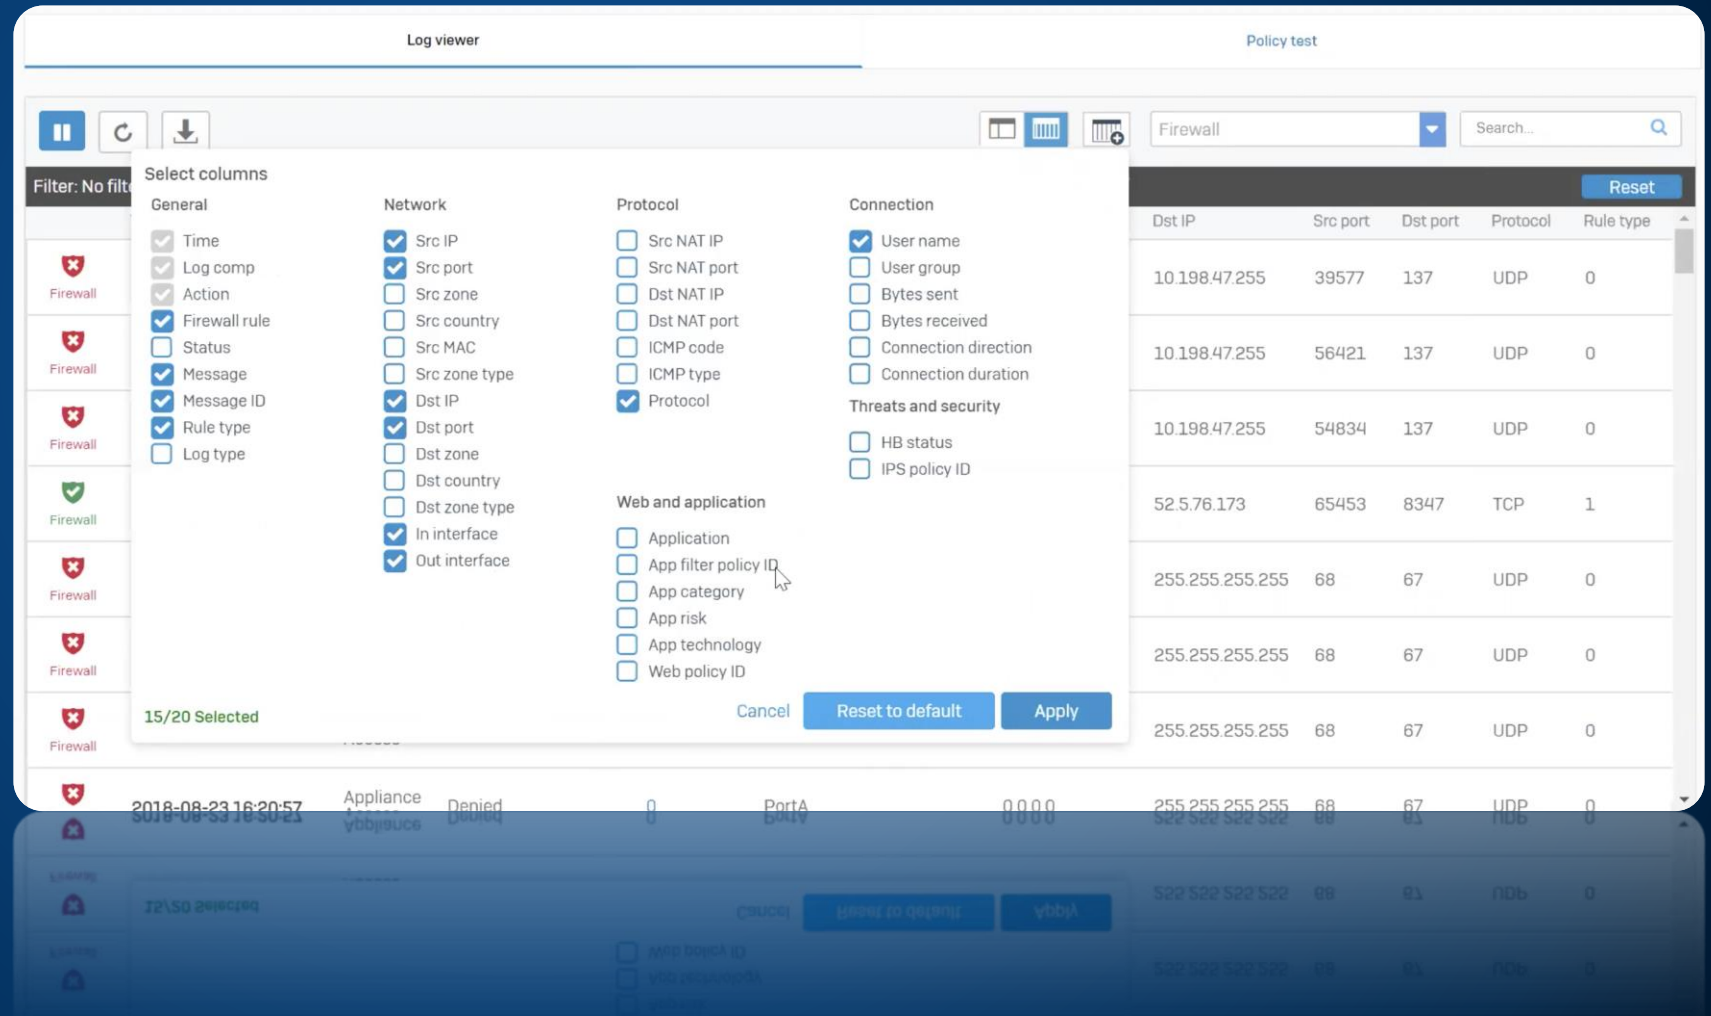 Log viewer
Policy test
Firewall
Search...
Filter: No filte
Reset
Select columns
General
Time
Log comp
Action
Firewall rule
Status
Message
Message ID
Rule type
Log type
Network
Src IP
Src port
Src zone
Src country
Src MAC
Src zone type
Dst IP
Dst port
Dst zone
Dst country
Dst zone type
In interface
Out interface
Protocol
Src NAT IP
Src NAT port
Dst NAT IP
Dst NAT port
ICMP code
ICMP type
Protocol
Web and application
Application
App filter policy ID
App category
App risk
App technology
Web policy ID
Connection
User name
User group
Bytes sent
Bytes received
Connection direction
Connection duration
Threats and security
HB status
IPS policy ID
15/20 Selected
Cancel
Reset to default
Apply
Dst IP Src port Dst port Protocol Rule type
Firewall 10.198.47.255 39577 137 UDP 0
Firewall 10.198.47.255 56421 137 UDP 0
Firewall 10.198.47.255 54834 137 UDP 0
Firewall 52.5.76.173 65453 8347 TCP 1
Firewall 255.255.255.255 68 67 UDP 0
Firewall 255.255.255.255 68 67 UDP 0
Firewall 255.255.255.255 68 67 UDP 0
2018-08-23 16:20:57 Appliance Denied 0 PortA 0.0.0.0 255.255.255.255 68 67 UDP 0